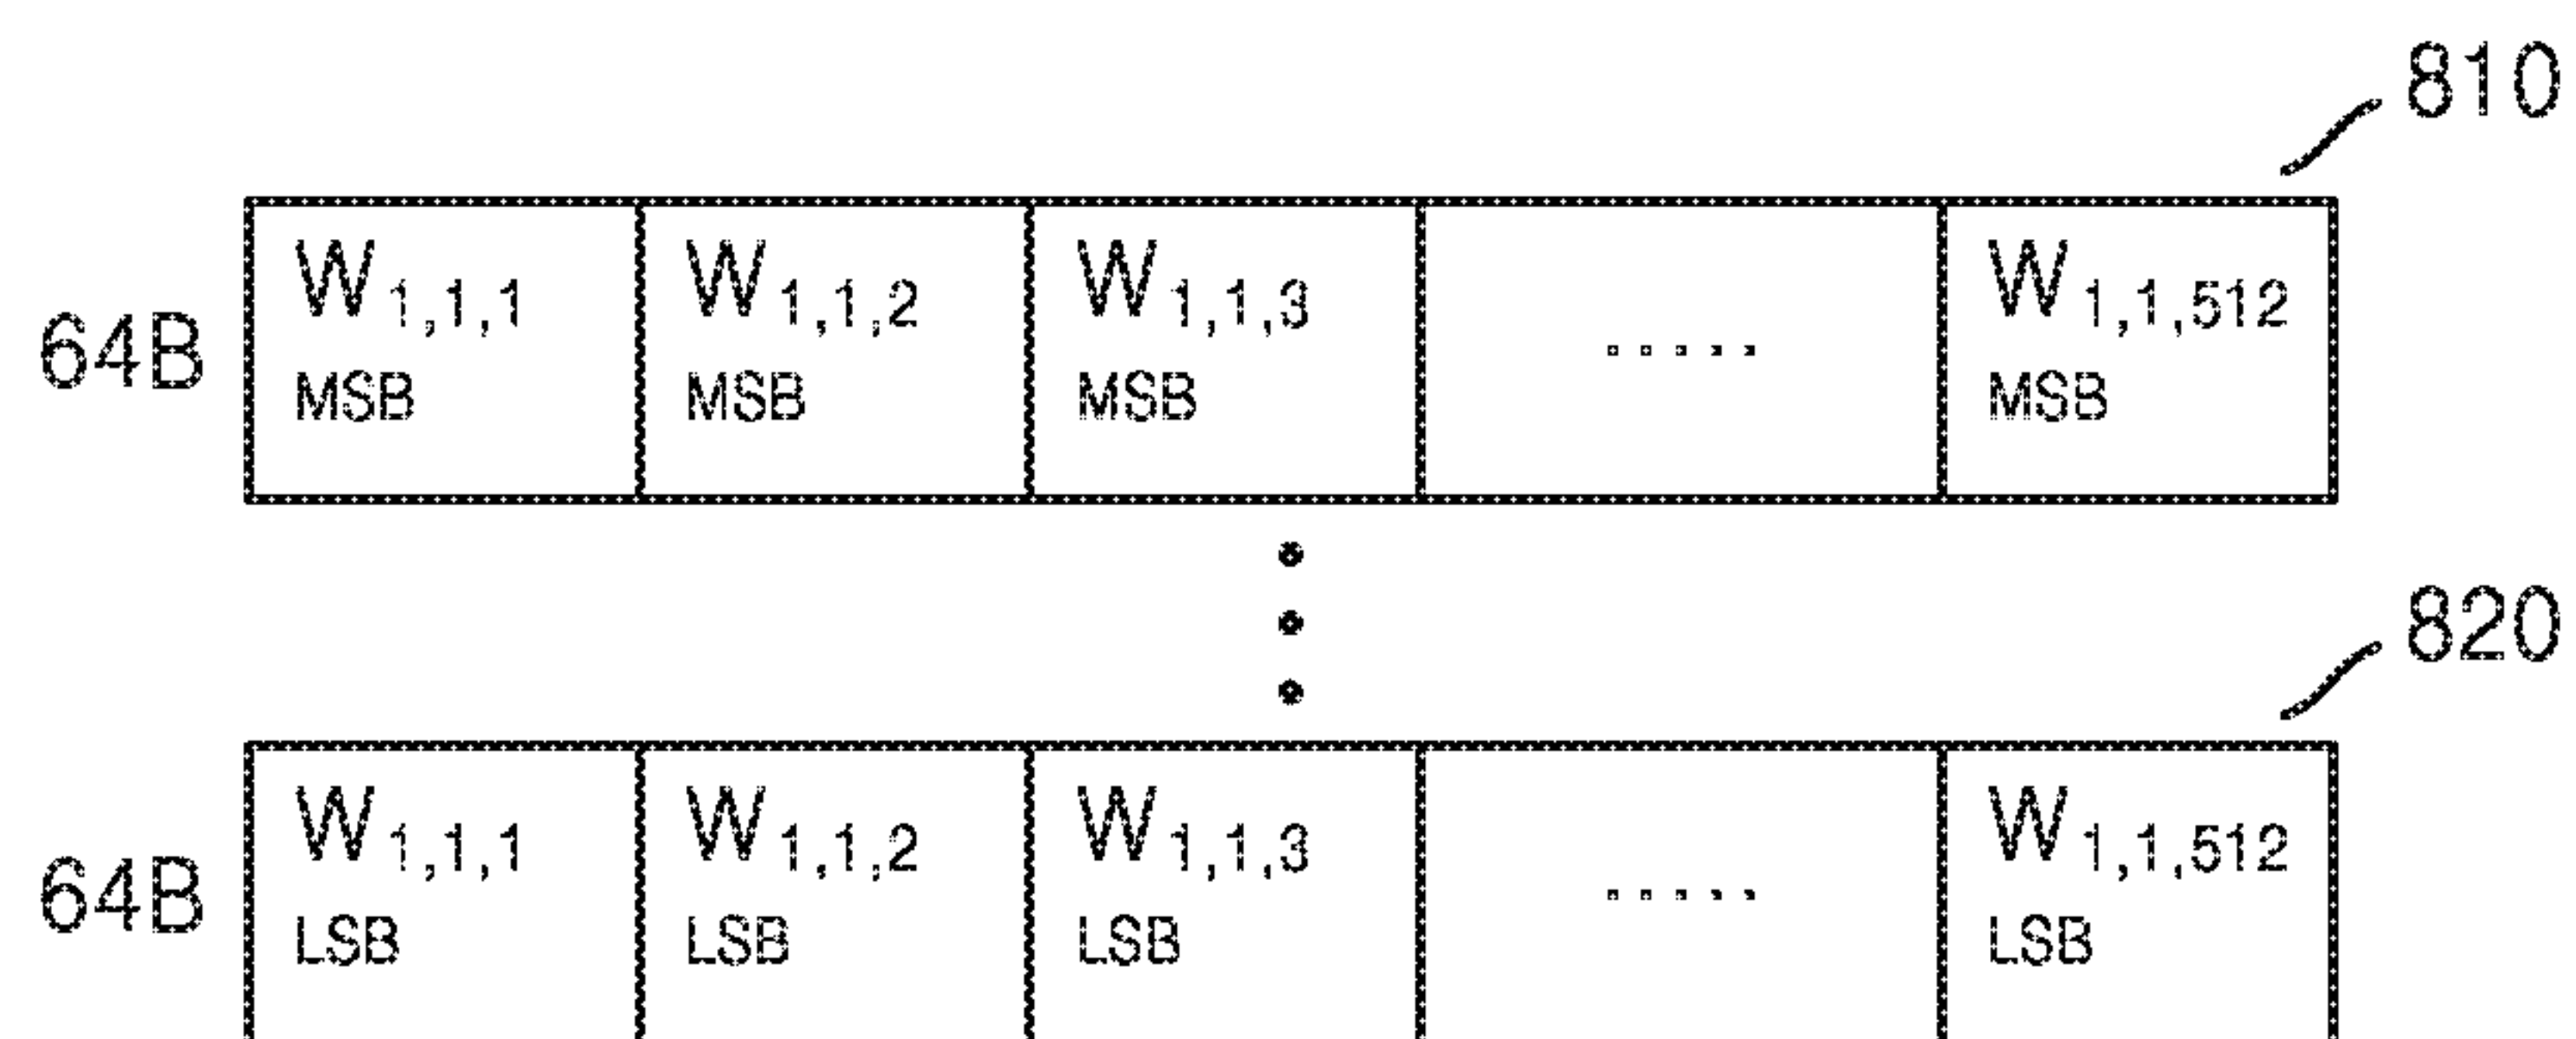 810
64B W1,1,1 W1,1,2 W1,1,3 ..... W1,1,512
MSB MSB MSB MSB
820
64B W1,1,1 W1,1,2 W1,1,3 ..... W1,1,512
LSB LSB LSB LSB